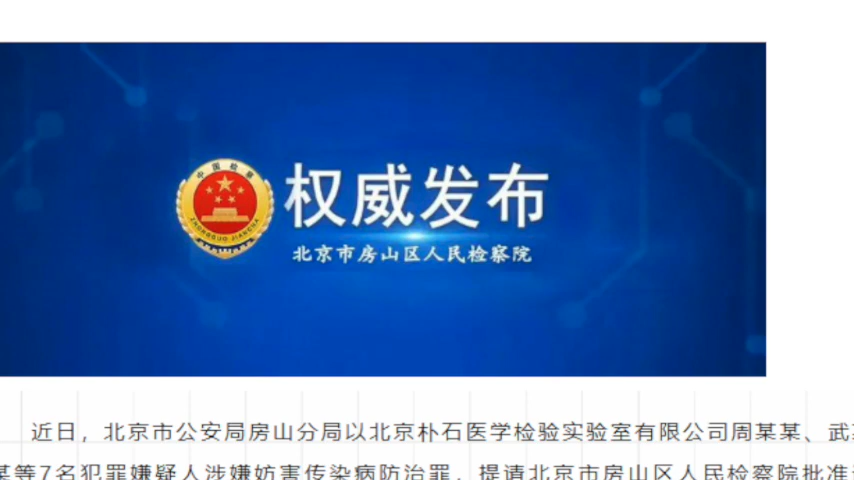 中国检察
ZHONGGUO JIANCHA
权威发布
北京市房山区人民检察院
近日，北京市公安局房山分局以北京朴石医学检验实验室有限公司周某某、武
某等7名犯罪嫌疑人涉嫌妨害传染病防治罪，提请北京市房山区人民检察院批准